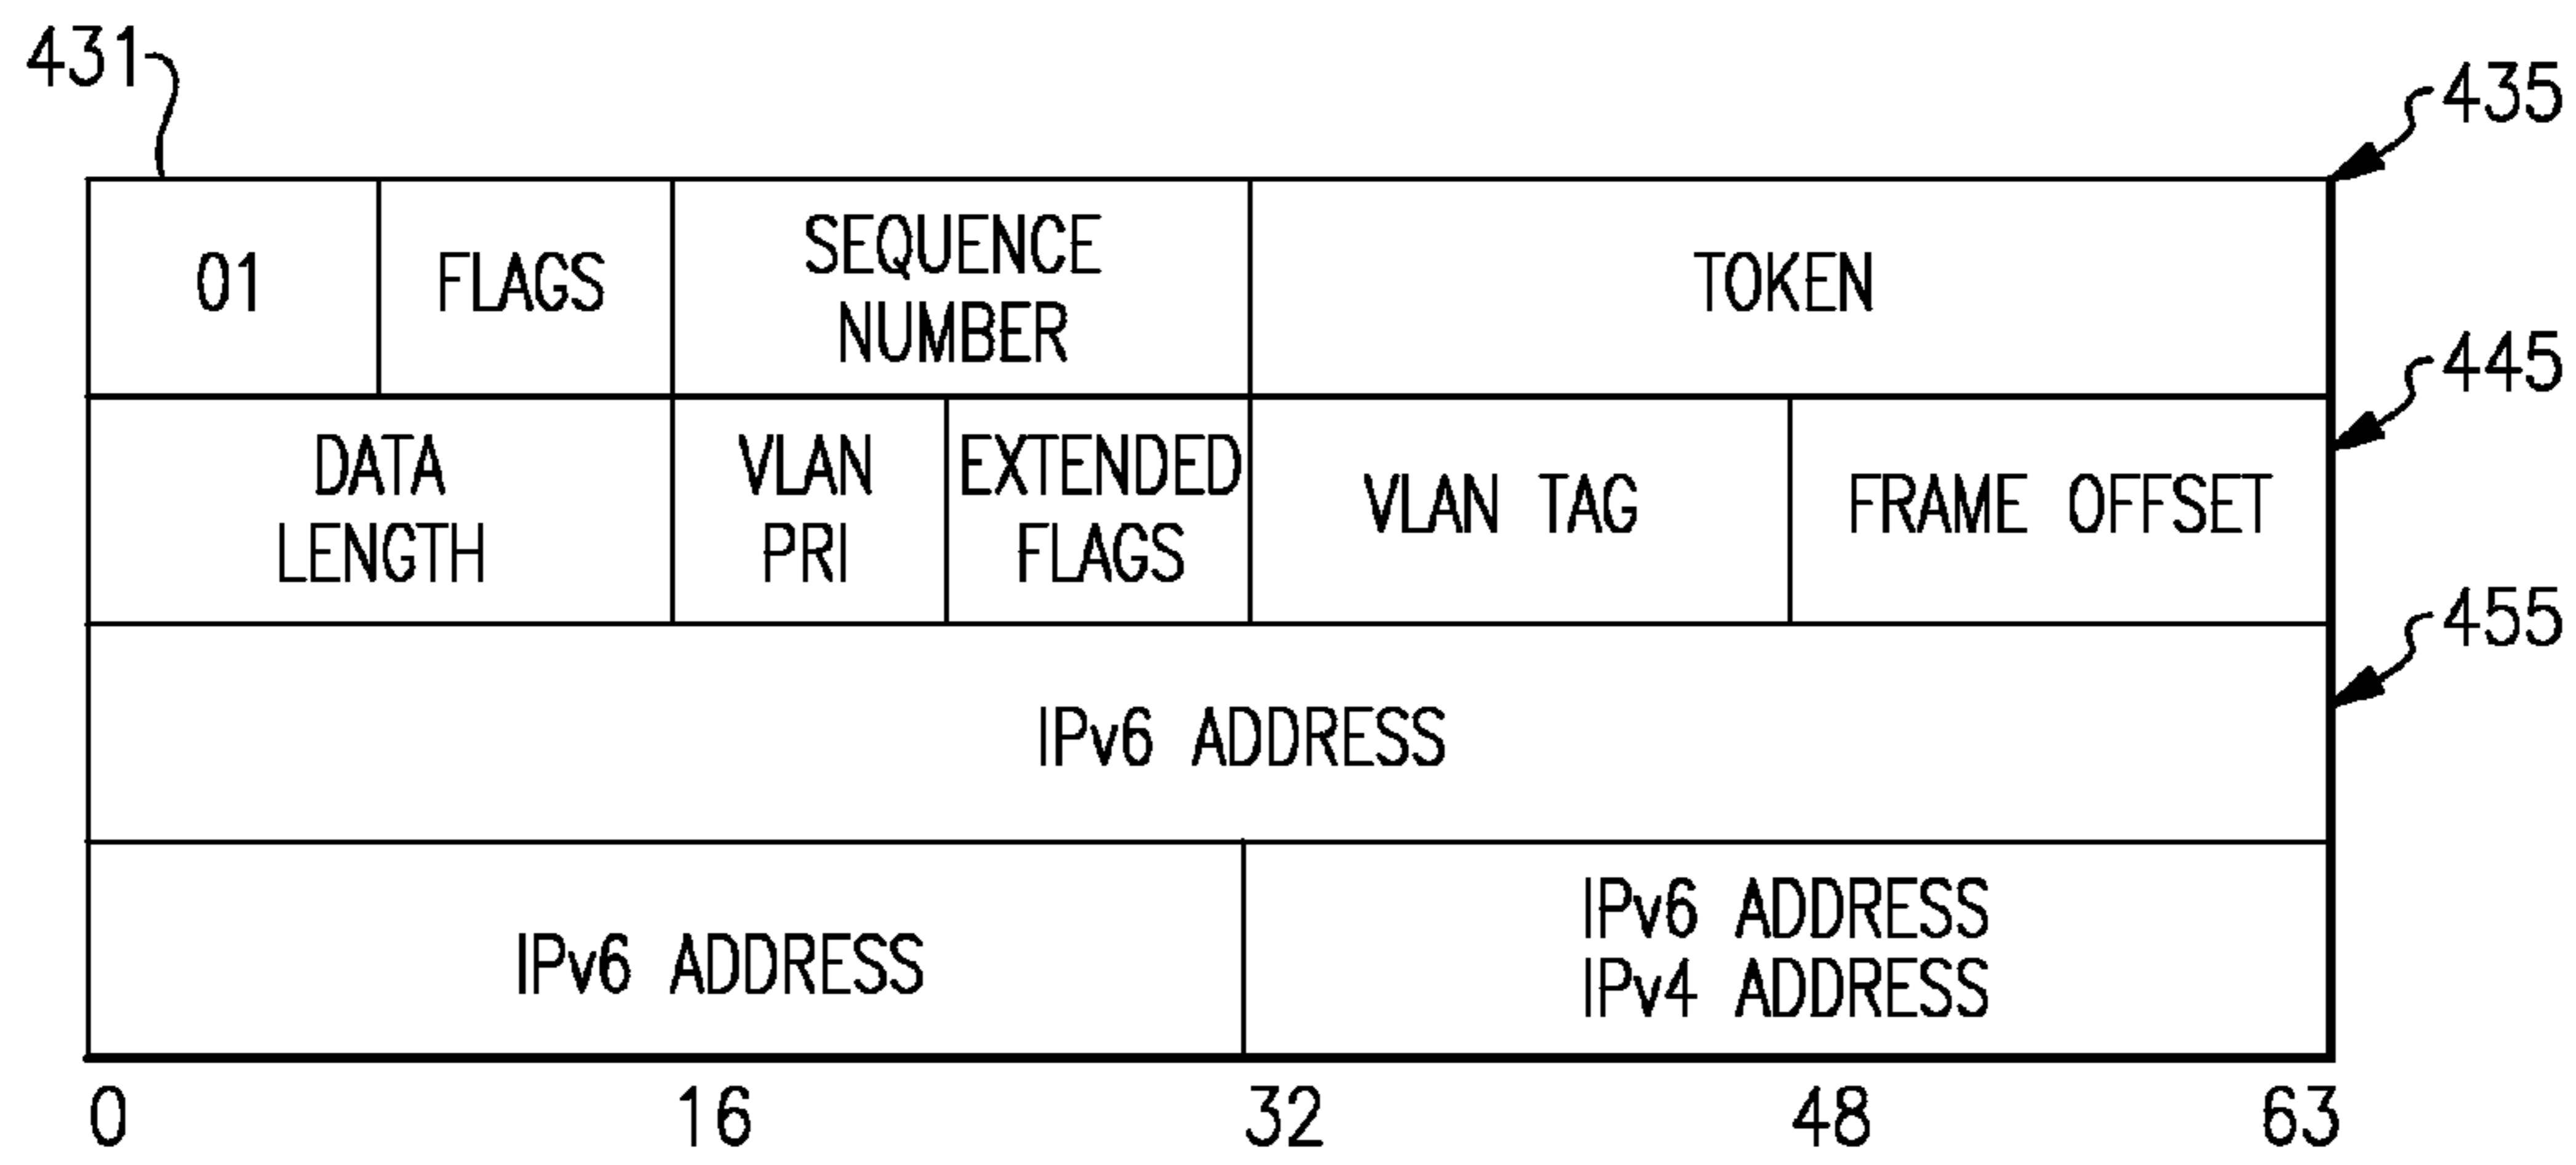 431
435
01
FLAGS
SEQUENCE
NUMBER
TOKEN
445
DATA
LENGTH
VLAN
PRI
EXTENDED
FLAGS
VLAN TAG
FRAME OFFSET
455
IPv6 ADDRESS
IPv6 ADDRESS
IPv6 ADDRESS
IPv4 ADDRESS
0 16 32 48 63